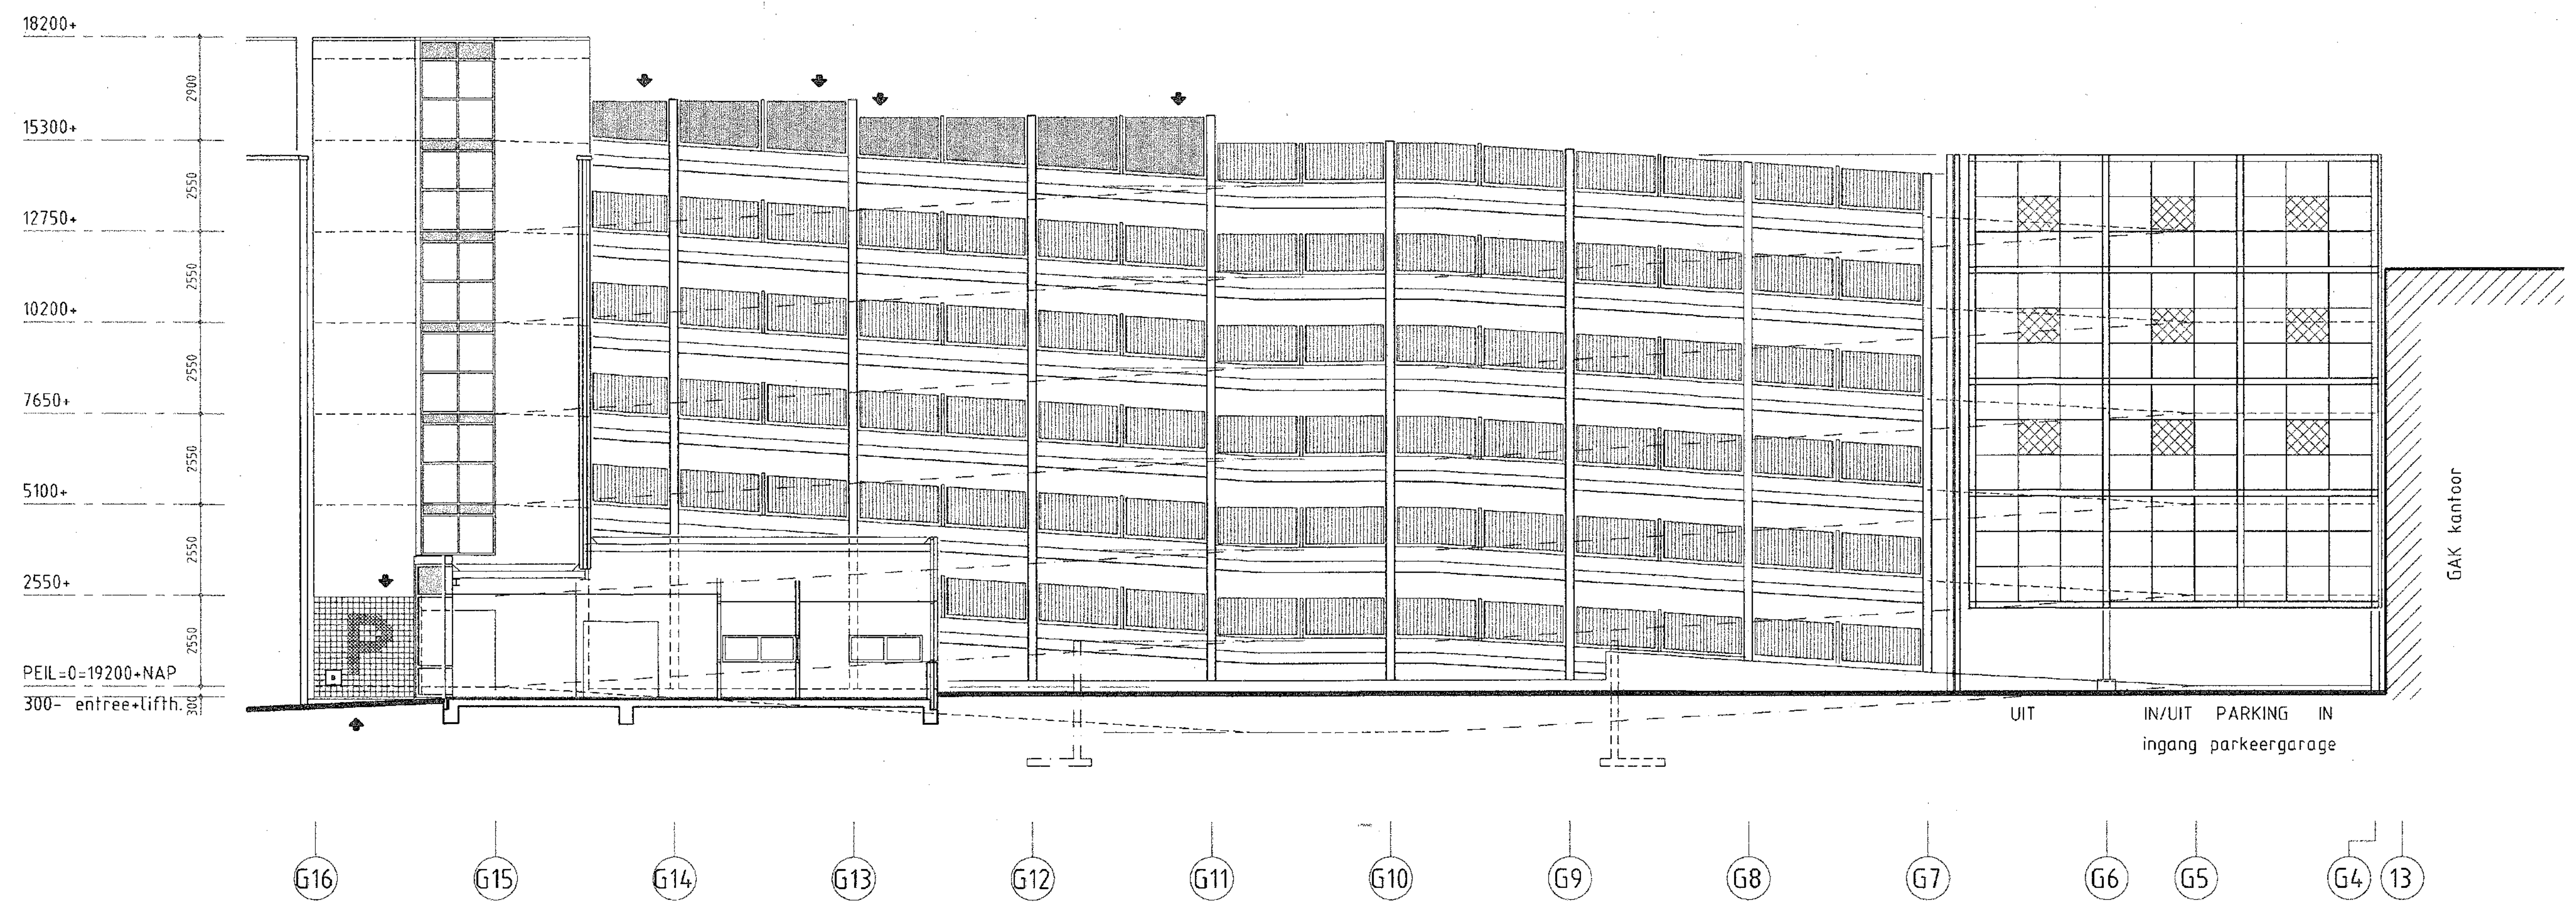 18200+
2900
15300+
2550
12750+
2550
10200+
2550
7650+
2550
5100+
2550
2550+
2550
PEIL=0=19200+NAP
300- entree+lifth.
300
P
GAK kantoor
UIT IN/UIT PARKING IN
ingang parkeergarage
G16 G15 G14 G13 G12 G11 G10 G9 G8 G7 G6 G5 G4 13